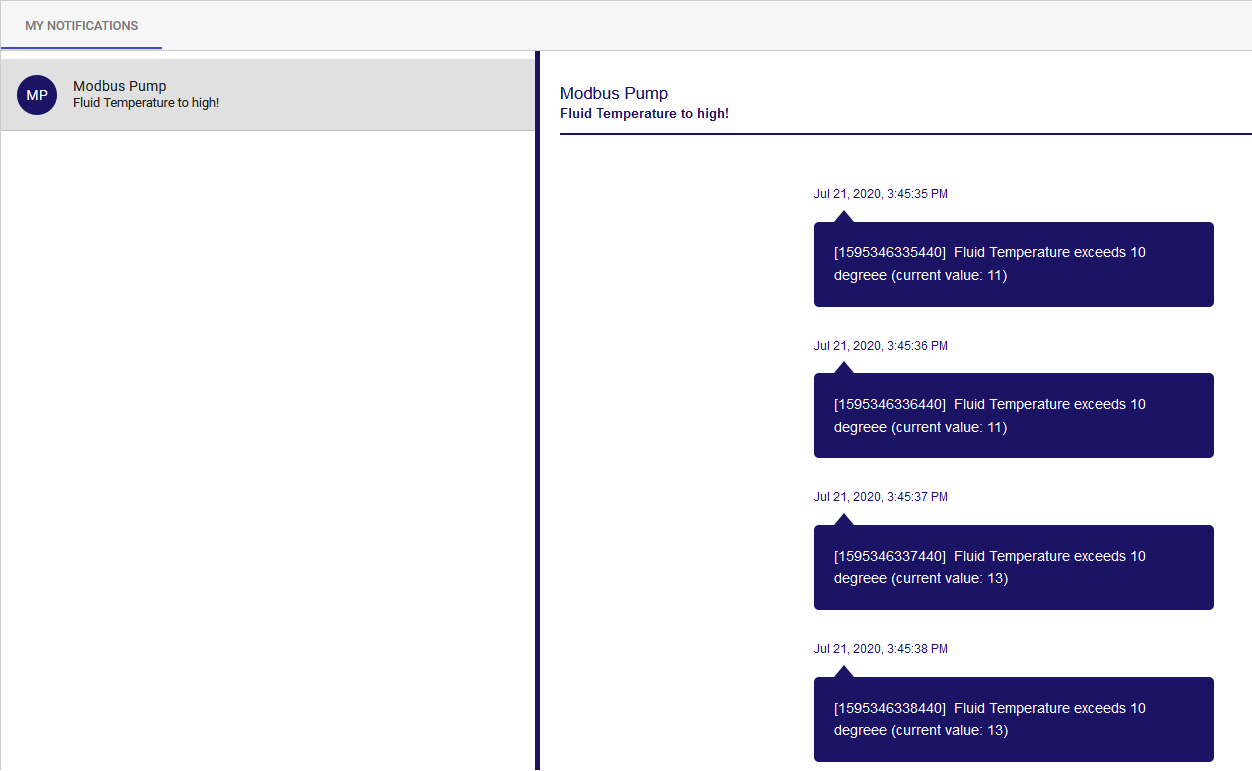 MY NOTIFICATIONS
MP
Modbus Pump
Fluid Temperature to high!
Modbus Pump
Fluid Temperature to high!
Jul 21, 2020, 3:45:35 PM
[1595346335440]  Fluid Temperature exceeds 10
degreee (current value: 11)
Jul 21, 2020, 3:45:36 PM
[1595346336440]  Fluid Temperature exceeds 10
degreee (current value: 11)
Jul 21, 2020, 3:45:37 PM
[1595346337440]  Fluid Temperature exceeds 10
degreee (current value: 13)
Jul 21, 2020, 3:45:38 PM
[1595346338440]  Fluid Temperature exceeds 10
degreee (current value: 13)